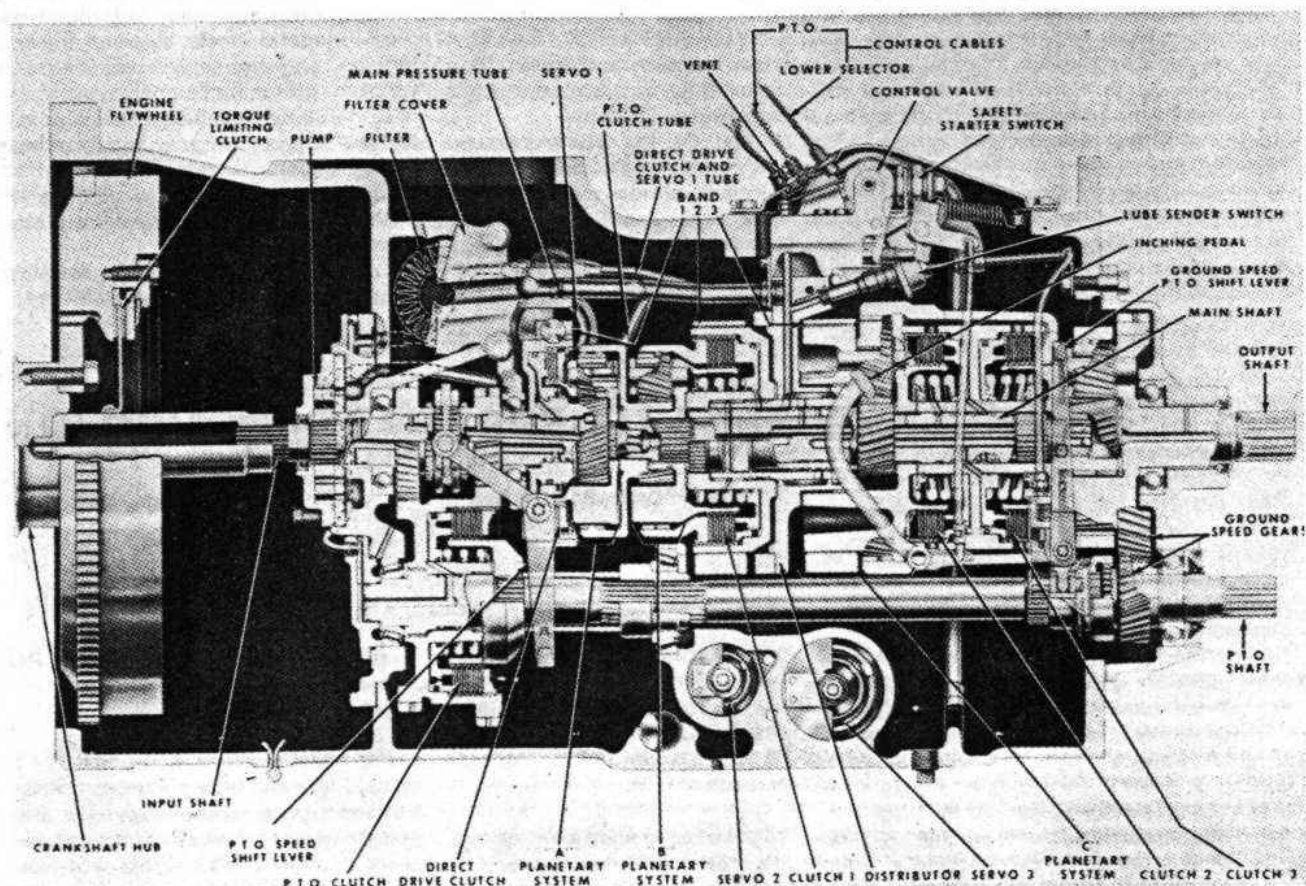 P.T.O.
CONTROL CABLES
LOWER SELECTOR
VENT
CONTROL VALVE
SAFETY
STARTER SWITCH
MAIN PRESSURE TUBE
SERVO 1
FILTER COVER
P.T.O.
CLUTCH TUBE
ENGINE
FLYWHEEL
TORQUE
LIMITING
CLUTCH
PUMP
FILTER
DIRECT DRIVE
CLUTCH AND
SERVO 1 TUBE
BAND
1 2 3
LUBE SENDER SWITCH
INCHING PEDAL
GROUND SPEED
P T O SHIFT LEVER
MAIN SHAFT
OUTPUT
SHAFT
GROUND
SPEED GEARS
P T O
SHAFT
INPUT SHAFT
CRANKSHAFT HUB
P.T.O. SPEED
SHIFT LEVER
P.T.O. CLUTCH
DIRECT
DRIVE CLUTCH
A
PLANETARY
SYSTEM
B
PLANETARY
SYSTEM
SERVO 2
CLUTCH 1
DISTRIBUTOR
SERVO 3
C
PLANETARY
SYSTEM
CLUTCH 2
CLUTCH 3